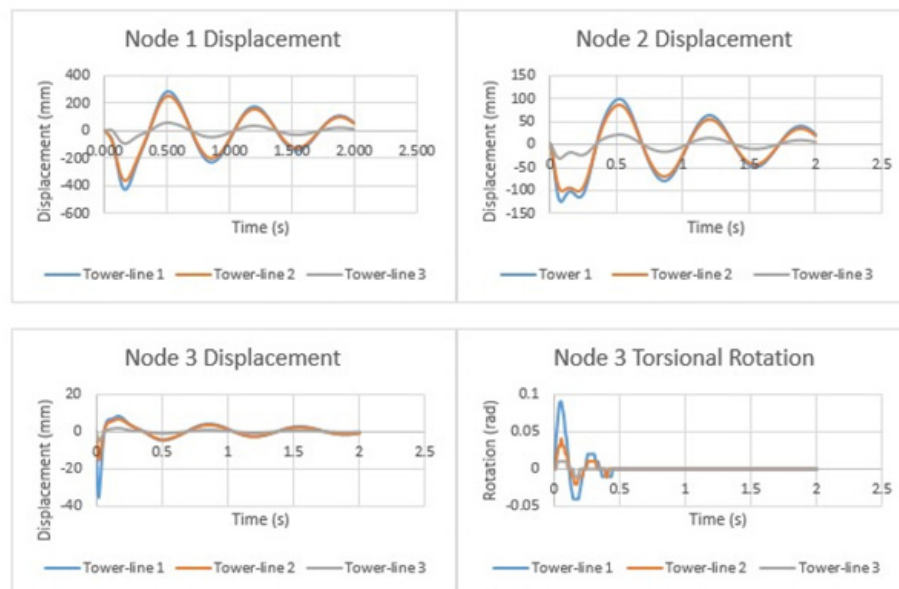 Node 1 Displacement
Displacement (mm)
400
200
0
-200
-400
-600
0.000 0.500 1.000 1.500 2.000 2.500
Time (s)
Tower-line 1 Tower-line 2 Tower-line 3
Node 2 Displacement
Displacement (mm)
150
100
50
0
-50
-100
-150
0 0.5 1 1.5 2 2.5
Time (s)
Tower 1 Tower-line 2 Tower-line 3
Node 3 Displacement
Displacement (mm)
20
0
-20
-40
0 0.5 1 1.5 2 2.5
Time (s)
Tower-line 1 Tower-line 2 Tower-line 3
Node 3 Torsional Rotation
Rotation (rad)
0.1
0.05
0
-0.05
0 0.5 1 1.5 2 2.5
Time (s)
Tower-line 1 Tower-line 2 Tower-line 3